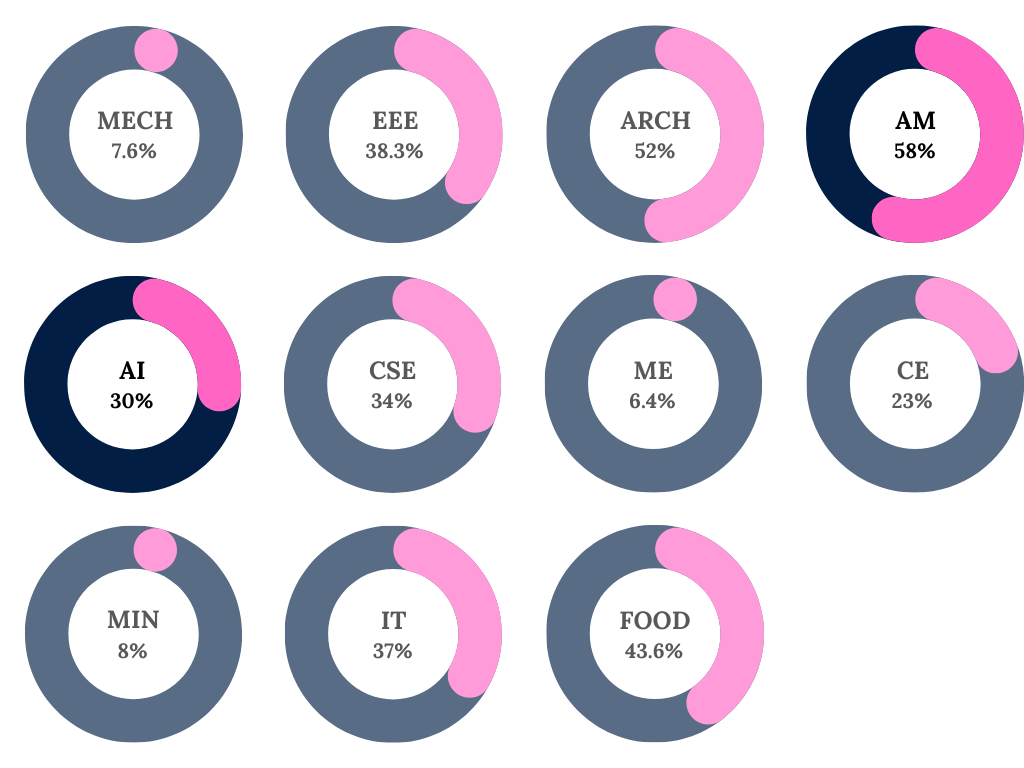 MECH
7.6%
EEE
38.3%
ARCH
52%
AM
58%
AI
30%
CSE
34%
ME
6.4%
CE
23%
MIN
8%
IT
37%
FOOD
43.6%